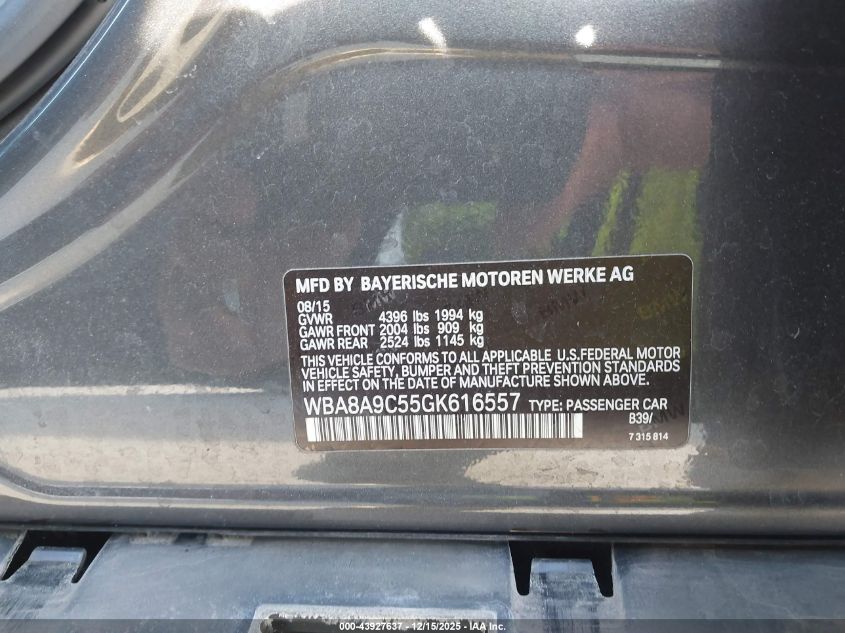 MFD BY BAYERISCHE MOTOREN WERKE AG
08/15
GVWR 4396 lbs 1994 kg
GAWR FRONT 2004 lbs 909 kg
GAWR REAR 2524 lbs 1145 kg
THIS VEHICLE CONFORMS TO ALL APPLICABLE U.S.FEDERAL MOTOR
VEHICLE SAFETY, BUMPER AND THEFT PREVENTION STANDARDS
IN EFFECT ON THE DATE OF MANUFACTURE SHOWN ABOVE.
WBA8A9C55GK616557 TYPE: PASSENGER CAR
B39/
7 315 814
000-43927637 - 12/15/2025 - IAA, Inc.